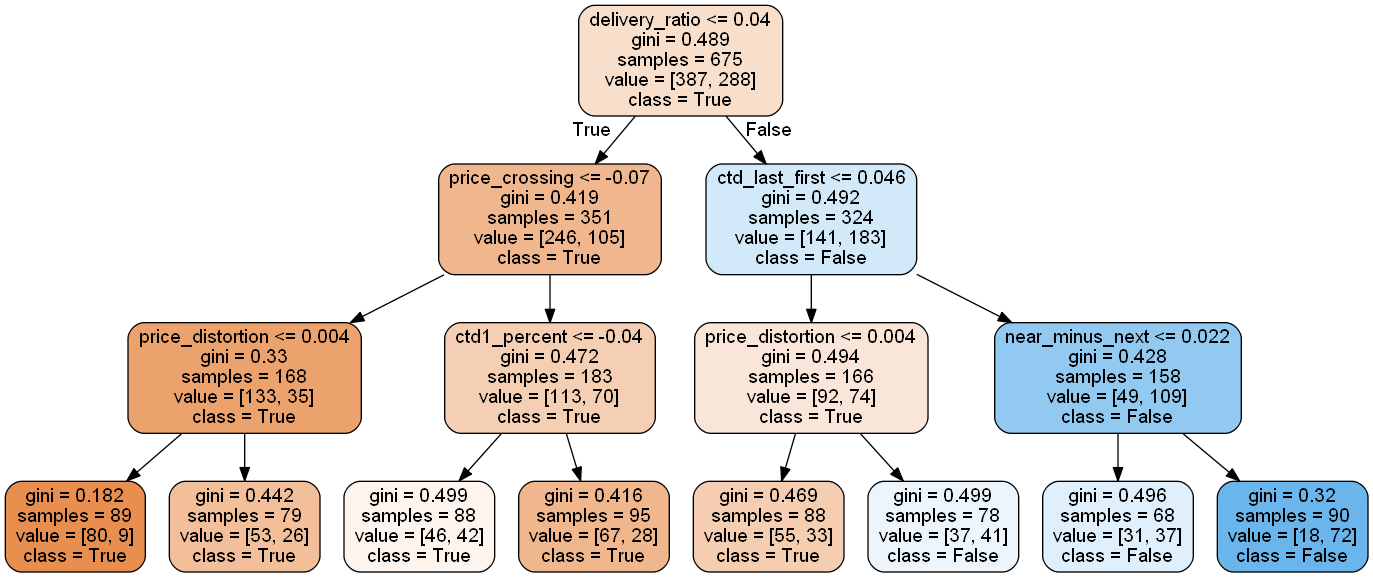 delivery_ratio <= 0.04
gini = 0.489
samples = 675
value = [387, 288]
class = True
True
False
price_crossing <= -0.07
gini = 0.419
samples = 351
value = [246, 105]
class = True
ctd_last_first <= 0.046
gini = 0.492
samples = 324
value = [141, 183]
class = False
price_distortion <= 0.004
gini = 0.33
samples = 168
value = [133, 35]
class = True
ctd1_percent <= -0.04
gini = 0.472
samples = 183
value = [113, 70]
class = True
price_distortion <= 0.004
gini = 0.494
samples = 166
value = [92, 74]
class = True
near_minus_next <= 0.022
gini = 0.428
samples = 158
value = [49, 109]
class = False
gini = 0.182
samples = 89
value = [80, 9]
class = True
gini = 0.442
samples = 79
value = [53, 26]
class = True
gini = 0.499
samples = 88
value = [46, 42]
class = True
gini = 0.416
samples = 95
value = [67, 28]
class = True
gini = 0.469
samples = 88
value = [55, 33]
class = True
gini = 0.499
samples = 78
value = [37, 41]
class = False
gini = 0.496
samples = 68
value = [31, 37]
class = False
gini = 0.32
samples = 90
value = [18, 72]
class = False